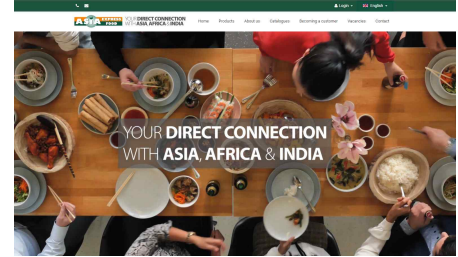 Login
English
ASIA EXPRESS FOOD
YOUR DIRECT CONNECTION
WITH ASIA, AFRICA & INDIA
Home Products About us Catalogues Becoming a customer Vacancies Contact
YOUR DIRECT CONNECTION
WITH ASIA, AFRICA & INDIA